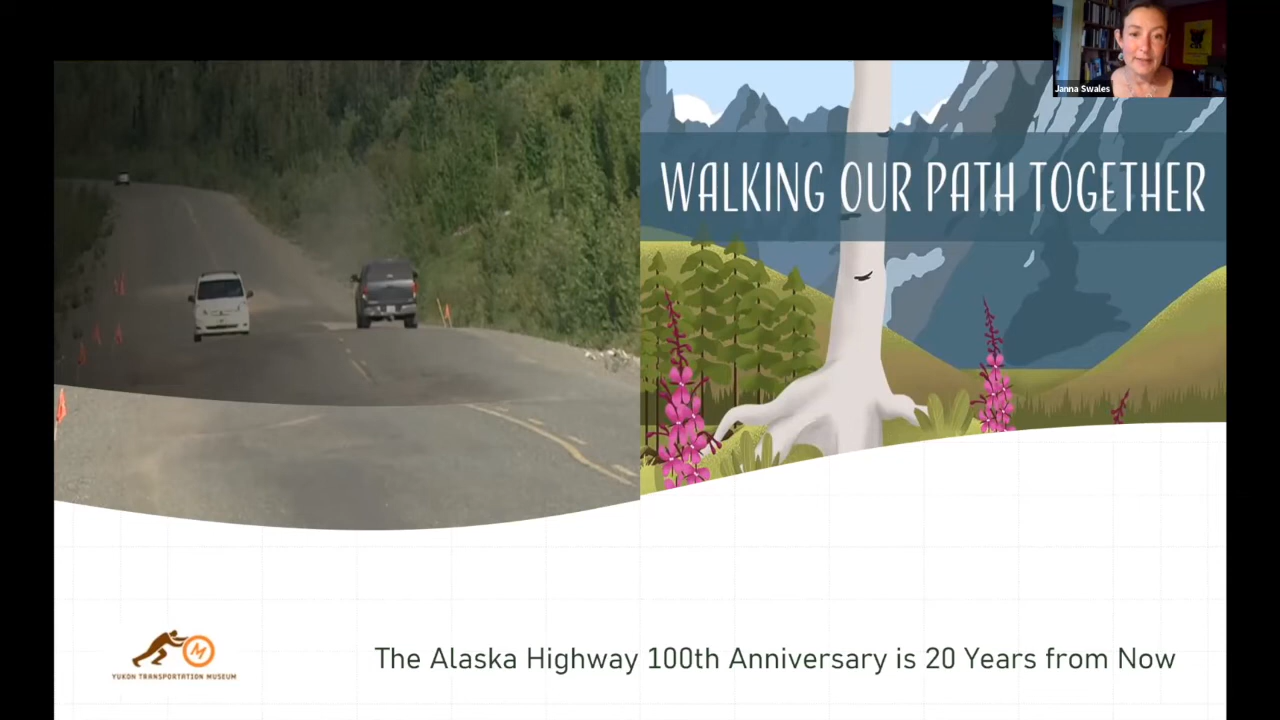 Janna Swales
WALKING OUR PATH TOGETHER
M
YUKON TRANSPORTATION MUSEUM
The Alaska Highway 100th Anniversary is 20 Years from Now